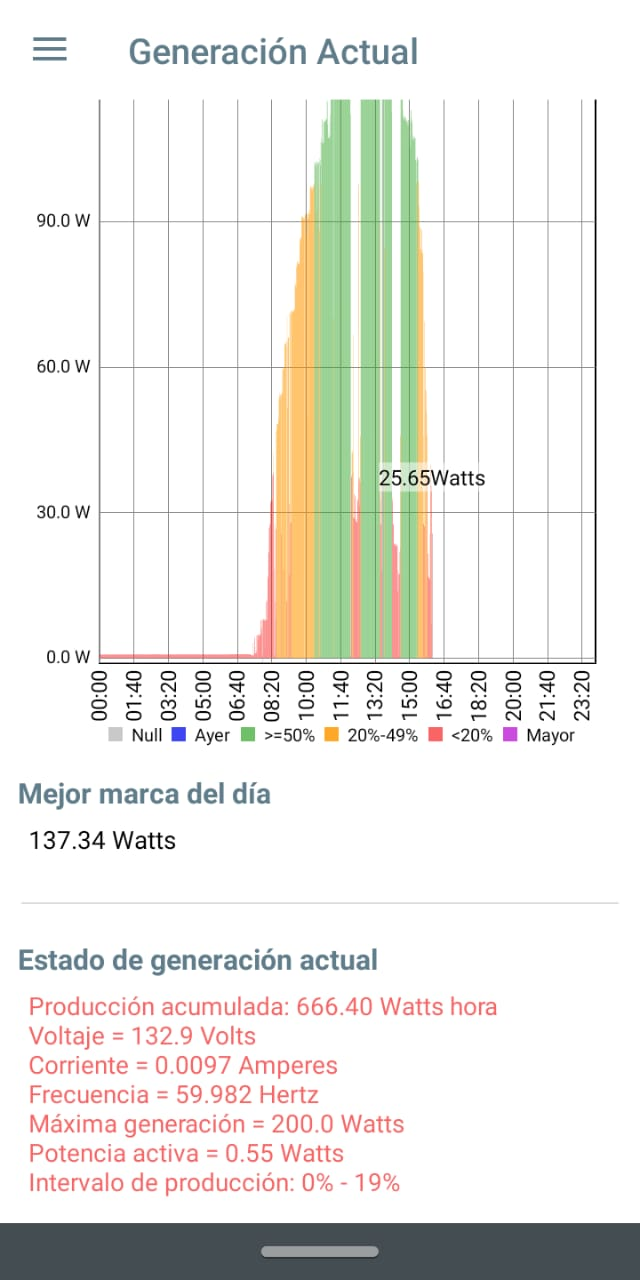 Generación Actual
90.0 W
60.0 W
25.65Watts
30.0 W
0.0 W
00:00 01:40 03:20 05:00 06:40 08:20 10:00 11:40 13:20 15:00 16:40 18:20 20:00 21:40 23:20
Null Ayer >=50% 20%-49% <20% Mayor
Mejor marca del día
137.34 Watts
Estado de generación actual
Producción acumulada: 666.40 Watts hora
Voltaje = 132.9 Volts
Corriente = 0.0097 Amperes
Frecuencia = 59.982 Hertz
Máxima generación = 200.0 Watts
Potencia activa = 0.55 Watts
Intervalo de producción: 0% - 19%